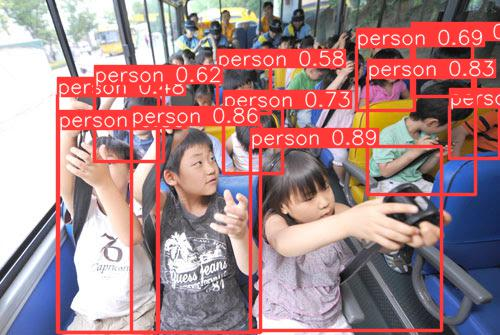 person 0.69
person 0.58
person 0.62
person 0.83
person 0.48
person 0.73
person
person 0.86
person 0.89
Capricorn
Guess Jeans